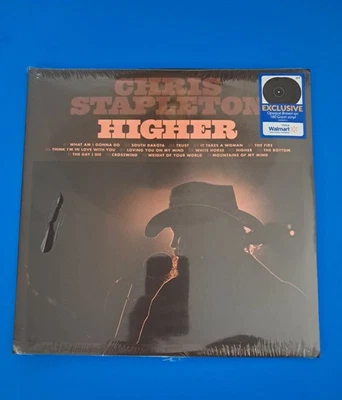 CHRIS
STAPLETON
HIGHER
WHAT AM I GONNA DO SOUTH DAKOTA TRUST IT TAKES A WOMAN THE FIRE
THINK I'M IN LOVE WITH YOU LOVING YOU ON MY MIND WHITE HORSE HIGHER THE BOTTOM
THE DAY I DIE CROSSWIND WEIGHT OF YOUR WORLD MOUNTAINS OF MY MIND
EXCLUSIVE
Walmart